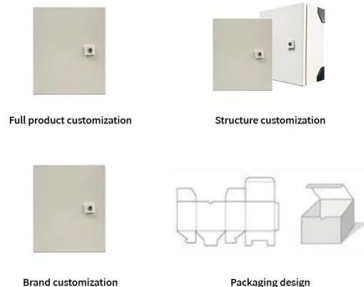 Full product customization
Structure customization
Brand customization
Packaging design